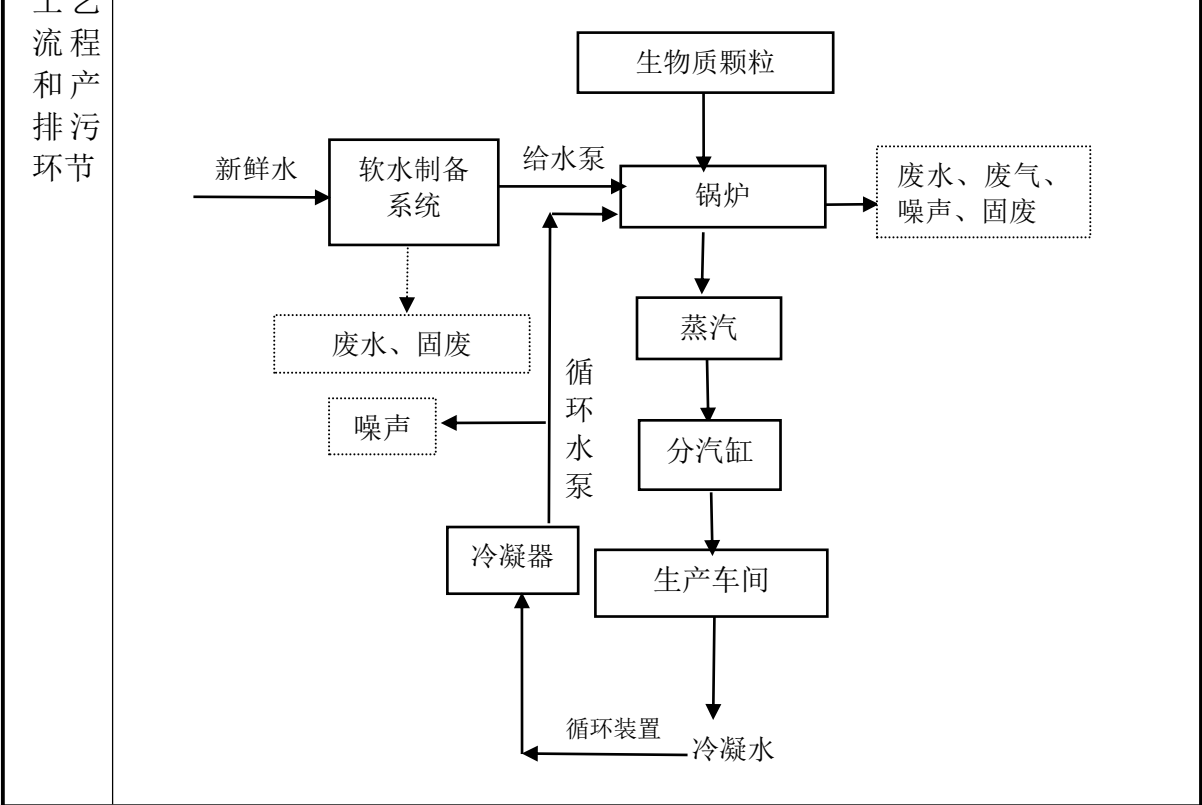 工艺
流程
和产
排污
环节
生物质颗粒
新鲜水
软水制备
系统
给水泵
锅炉
废水、废气、
噪声、固废
蒸汽
废水、固废
循
环
水
泵
噪声
分汽缸
冷凝器
生产车间
循环装置
冷凝水